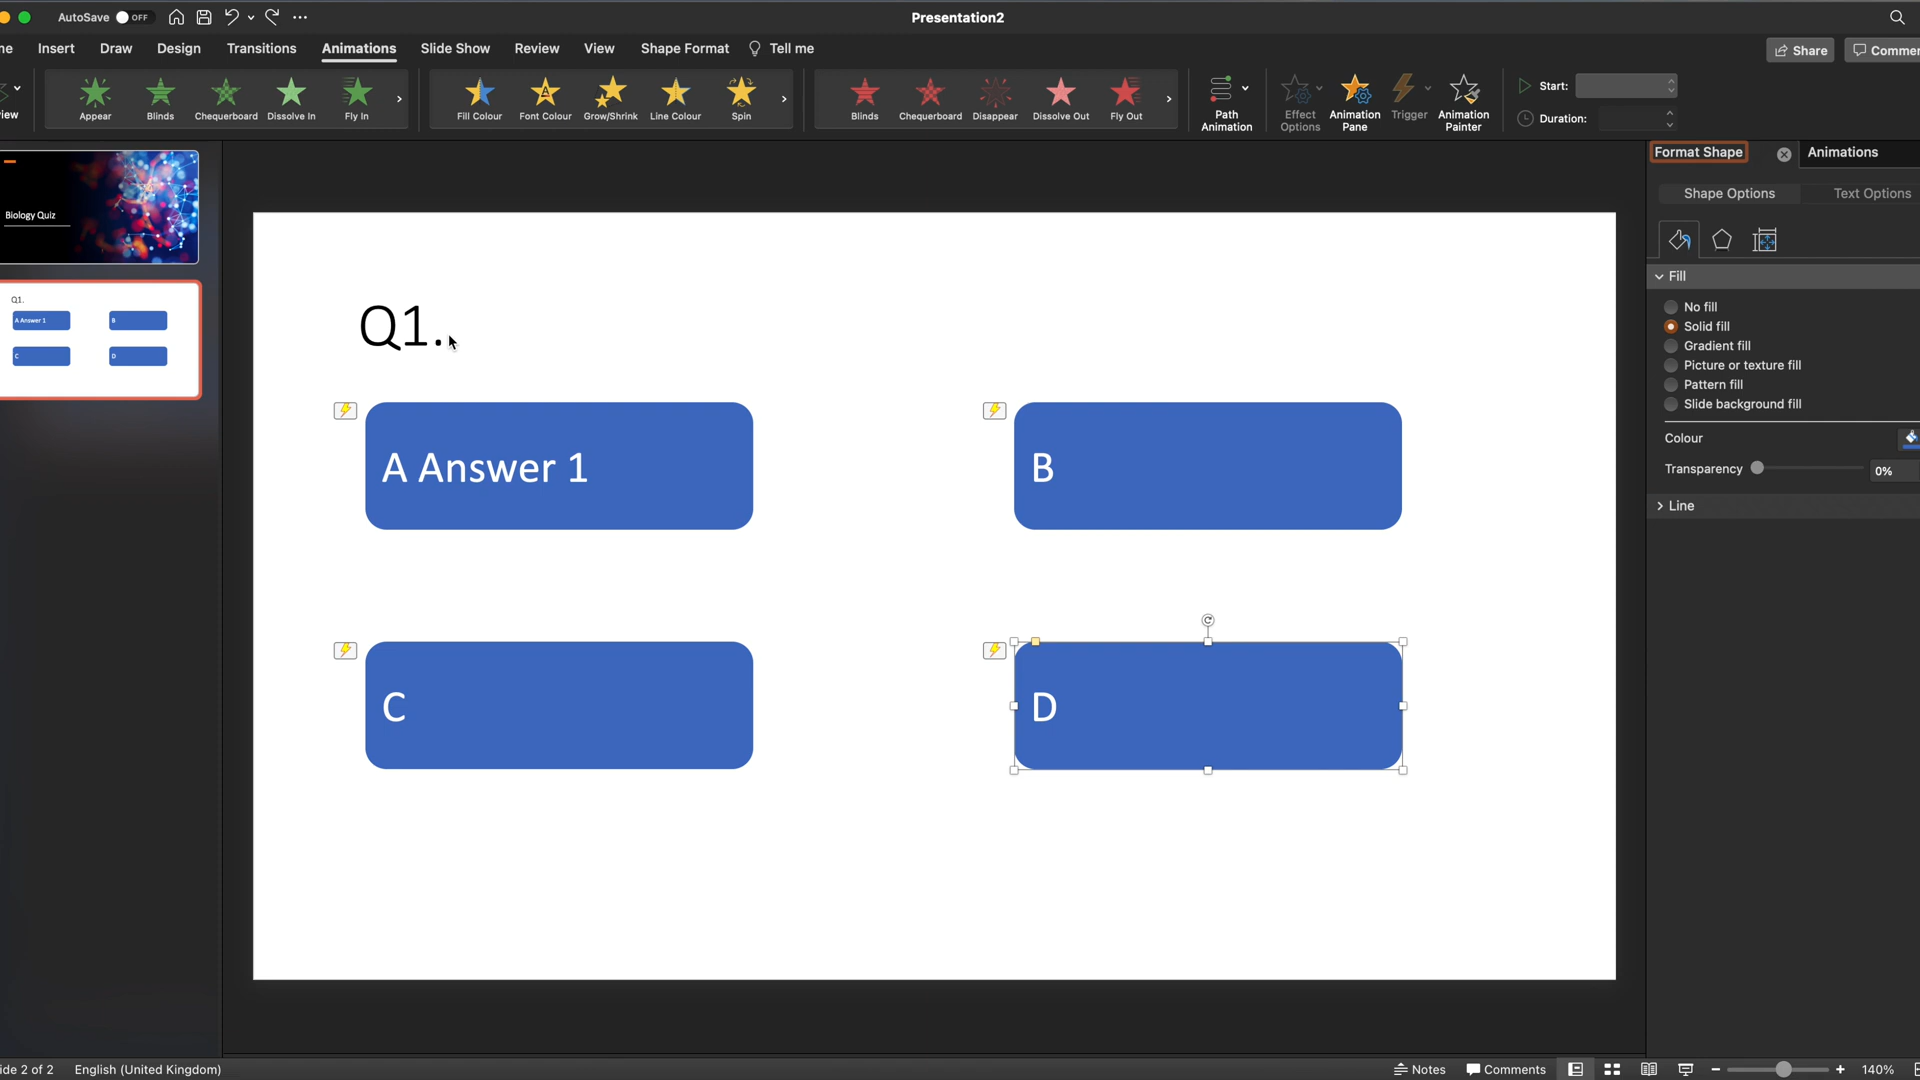 AutoSave OFF
Presentation2
Insert Draw Design Transitions Animations Slide Show Review View Shape Format Tell me
Share
Appear
Blinds
Chequerboard
Dissolve In
Fly In
Fill Colour
Font Colour
Grow/Shrink
Line Colour
Spin
Blinds
Chequerboard
Disappear
Dissolve Out
Fly Out
Path
Animation
Effect
Options
Animation
Pane
Trigger
Animation
Painter
Start:
Duration:
Biology Quiz
Q1.
A Answer 1
B
C
D
Q1.
A Answer 1
B
C
D
Format Shape
Animations
Shape Options
Text Options
Fill
No fill
Solid fill
Gradient fill
Picture or texture fill
Pattern fill
Slide background fill
Colour
Transparency
0%
Line
2 of 2
English (United Kingdom)
Notes
Comments
140%